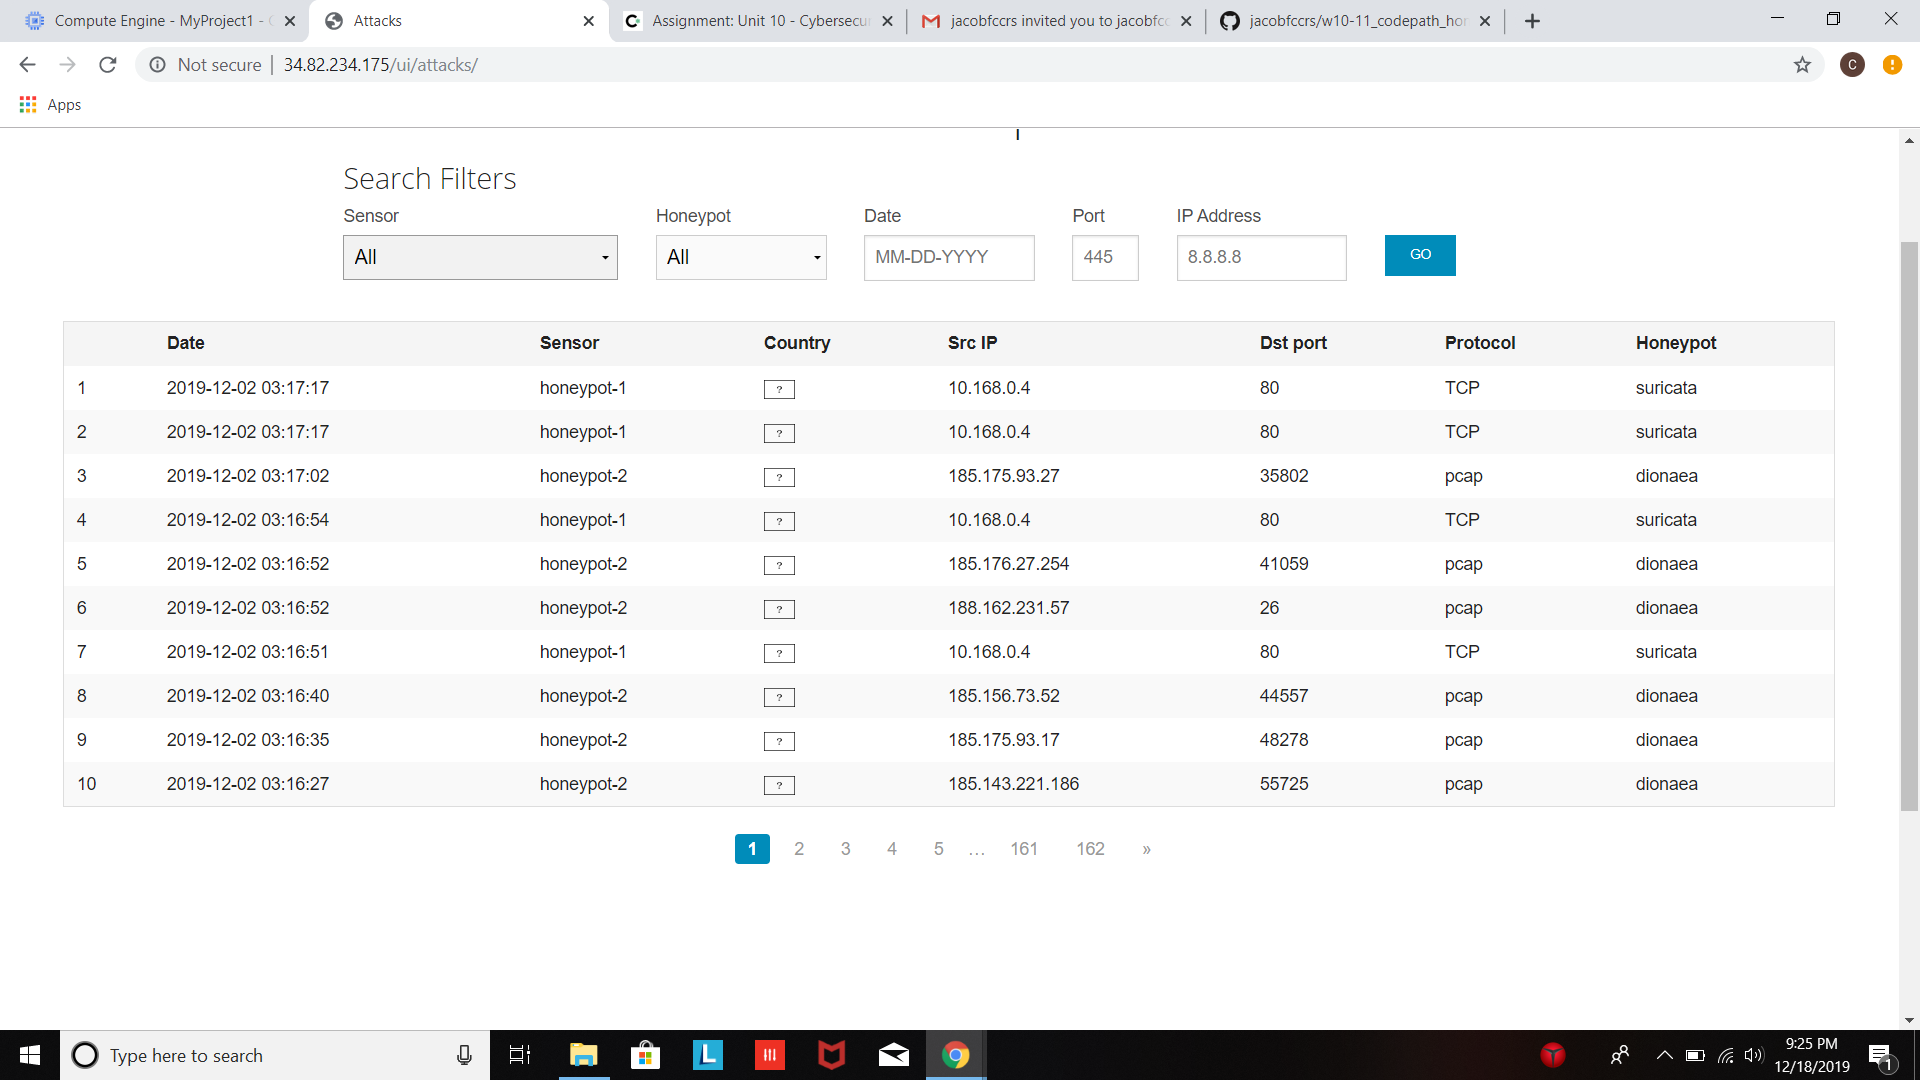 Compute Engine - MyProject1 -
Attacks
Assignment: Unit 10 - Cybersecu
jacobfccrs invited you to jacobfcc
jacobfccrs/w10-11_codepath_ho
Not secure | 34.82.234.175/ui/attacks/
C
Apps
Search Filters
Sensor Honeypot Date Port IP Address
All All MM-DD-YYYY 445 8.8.8.8 GO
Date Sensor Country Src IP Dst port Protocol Honeypot
1 2019-12-02 03:17:17 honeypot-1 ? 10.168.0.4 80 TCP suricata
2 2019-12-02 03:17:17 honeypot-1 ? 10.168.0.4 80 TCP suricata
3 2019-12-02 03:17:02 honeypot-2 ? 185.175.93.27 35802 pcap dionaea
4 2019-12-02 03:16:54 honeypot-1 ? 10.168.0.4 80 TCP suricata
5 2019-12-02 03:16:52 honeypot-2 ? 185.176.27.254 41059 pcap dionaea
6 2019-12-02 03:16:52 honeypot-2 ? 188.162.231.57 26 pcap dionaea
7 2019-12-02 03:16:51 honeypot-1 ? 10.168.0.4 80 TCP suricata
8 2019-12-02 03:16:40 honeypot-2 ? 185.156.73.52 44557 pcap dionaea
9 2019-12-02 03:16:35 honeypot-2 ? 185.175.93.17 48278 pcap dionaea
10 2019-12-02 03:16:27 honeypot-2 ? 185.143.221.186 55725 pcap dionaea
1 2 3 4 5 … 161 162 »
Type here to search
L
9:25 PM
12/18/2019
1